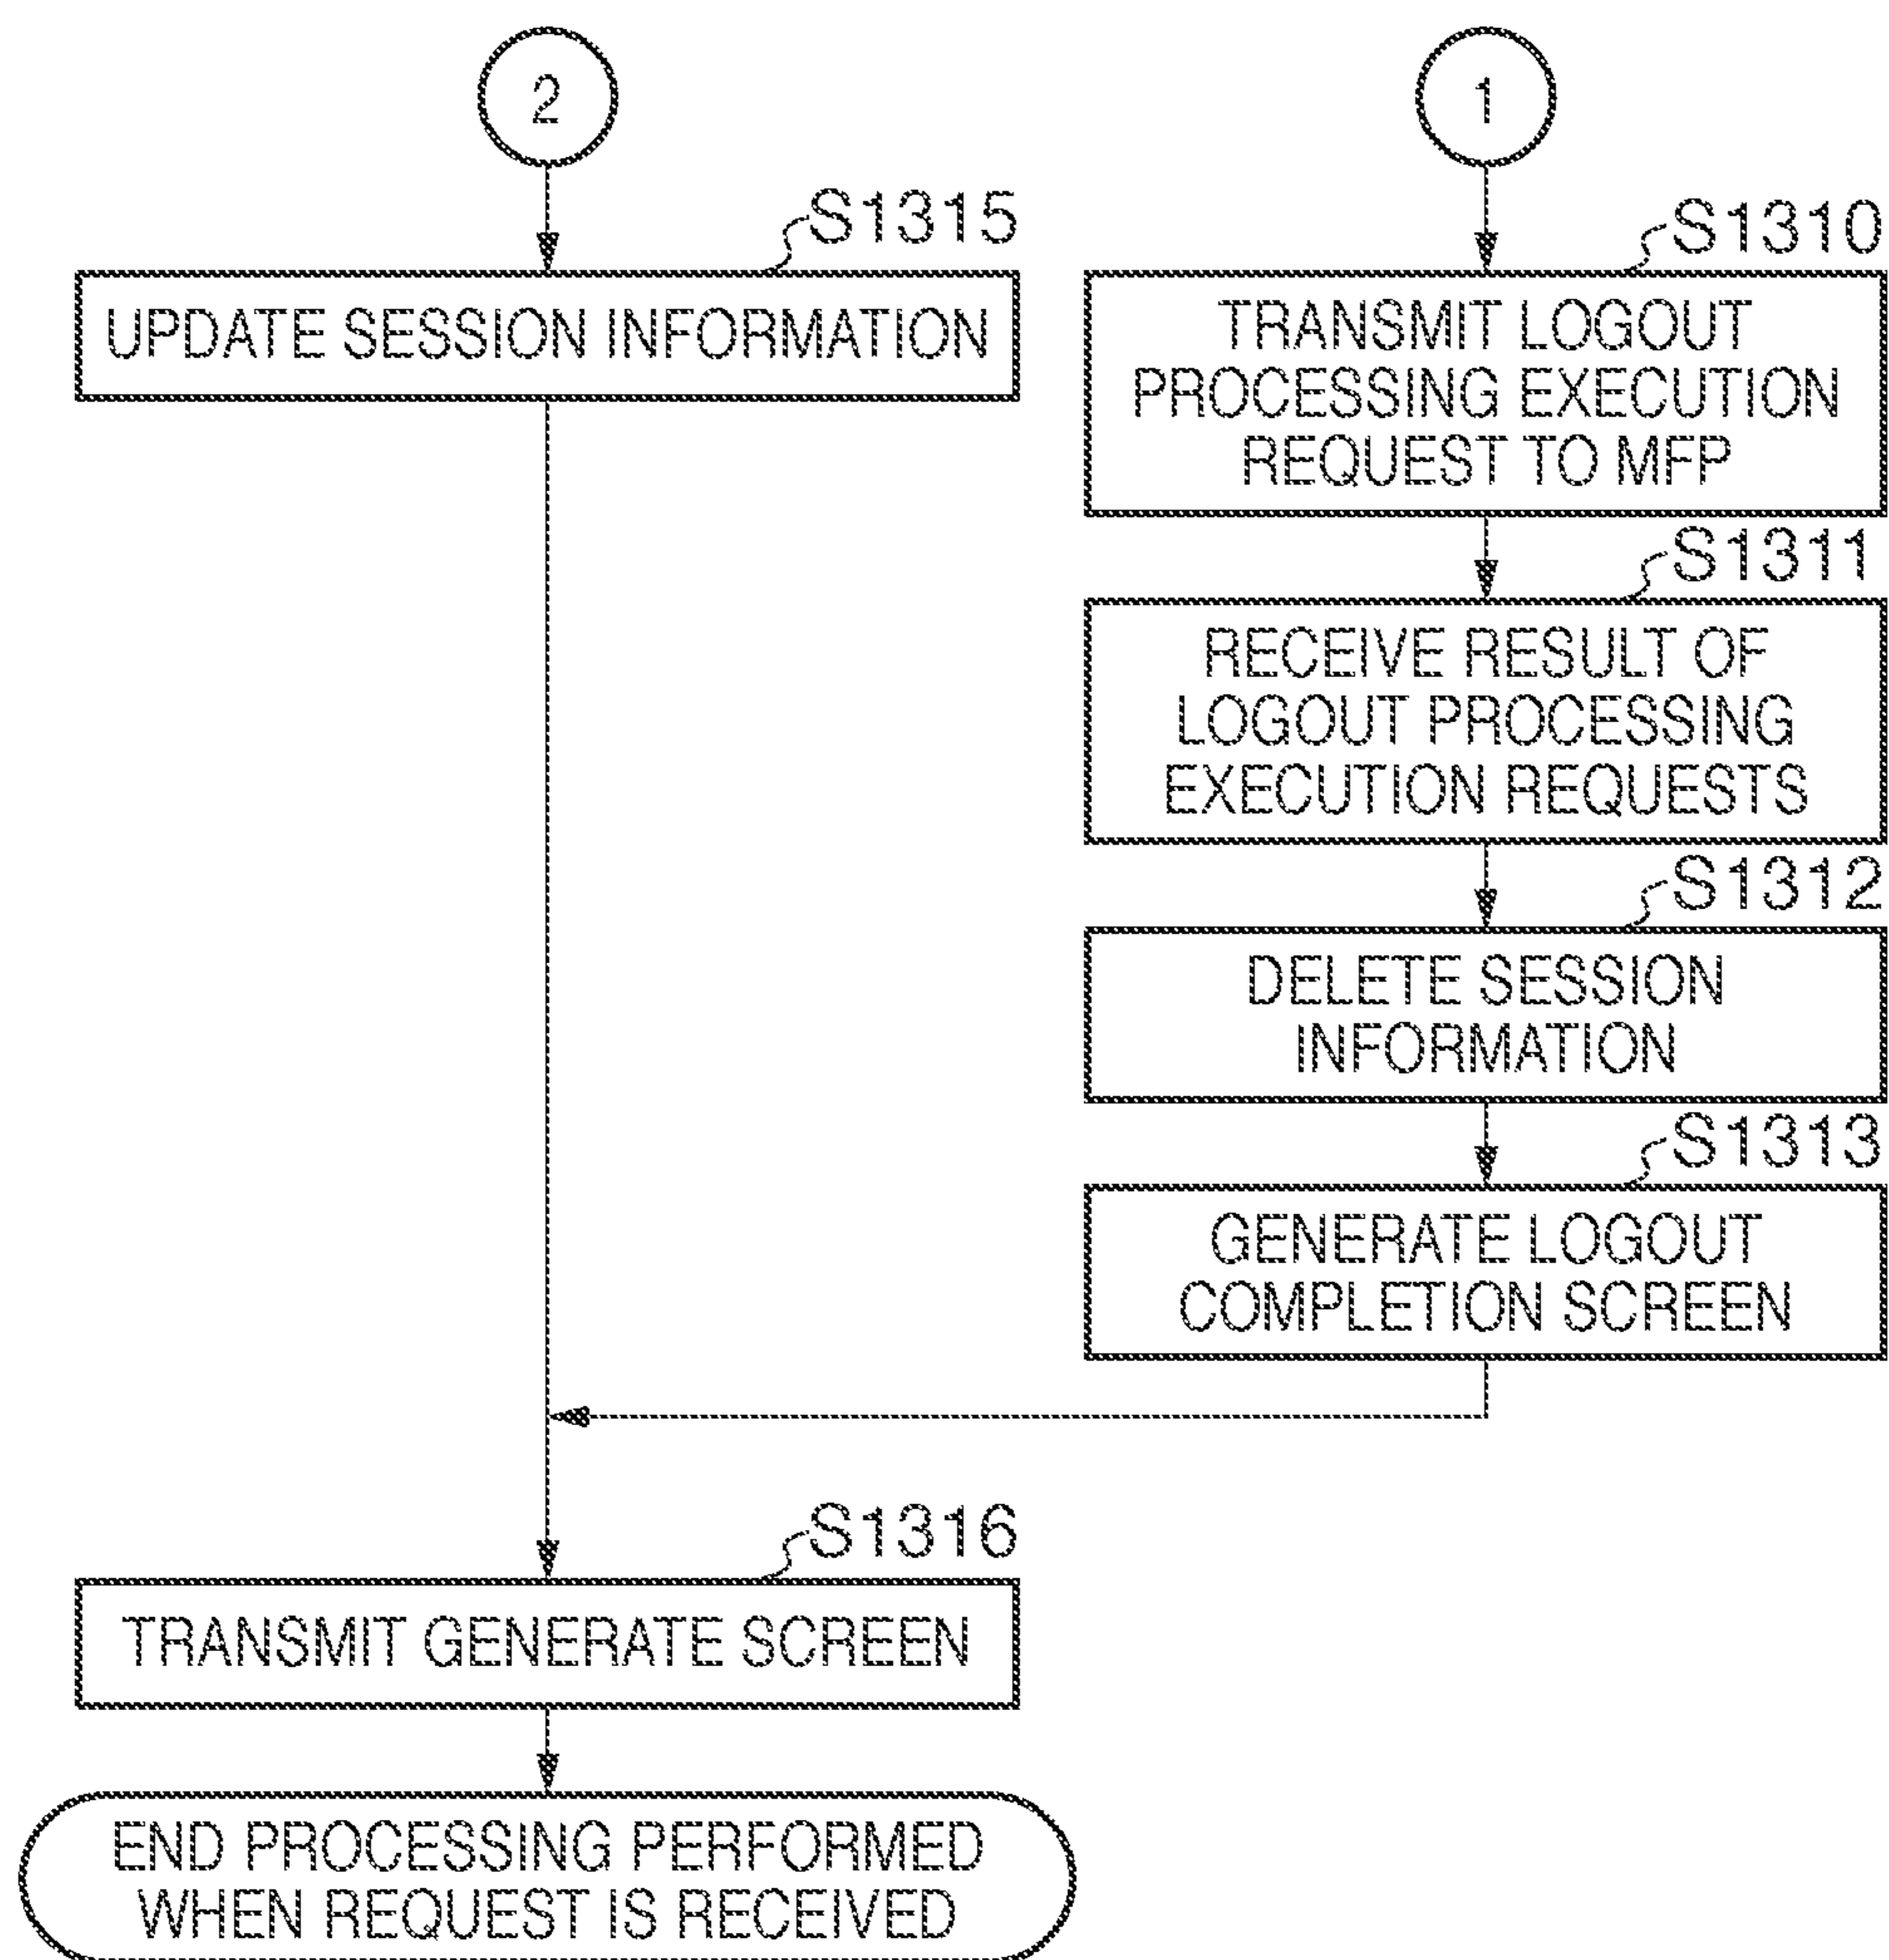 2
S1315
UPDATE SESSION INFORMATION
1
S1310
TRANSMIT LOGOUT
PROCESSING EXECUTION
REQUEST TO MFP
S1311
RECEIVE RESULT OF
LOGOUT PROCESSING
EXECUTION REQUESTS
S1312
DELETE SESSION
INFORMATION
S1313
GENERATE LOGOUT
COMPLETION SCREEN
S1316
TRANSMIT GENERATE SCREEN
END PROCESSING PERFORMED
WHEN REQUEST IS RECEIVED